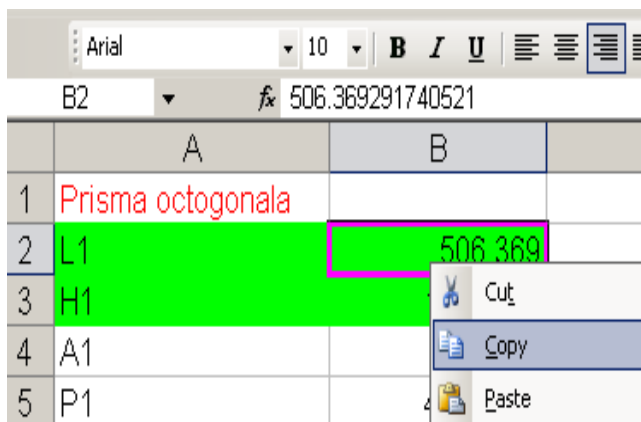 Arial 10 B I U
B2 fx 506.369291740521
A B
1 Prisma octogonala
2 L1 506.369
3 H1
Cut
4 A1
Copy
5 P1
Paste